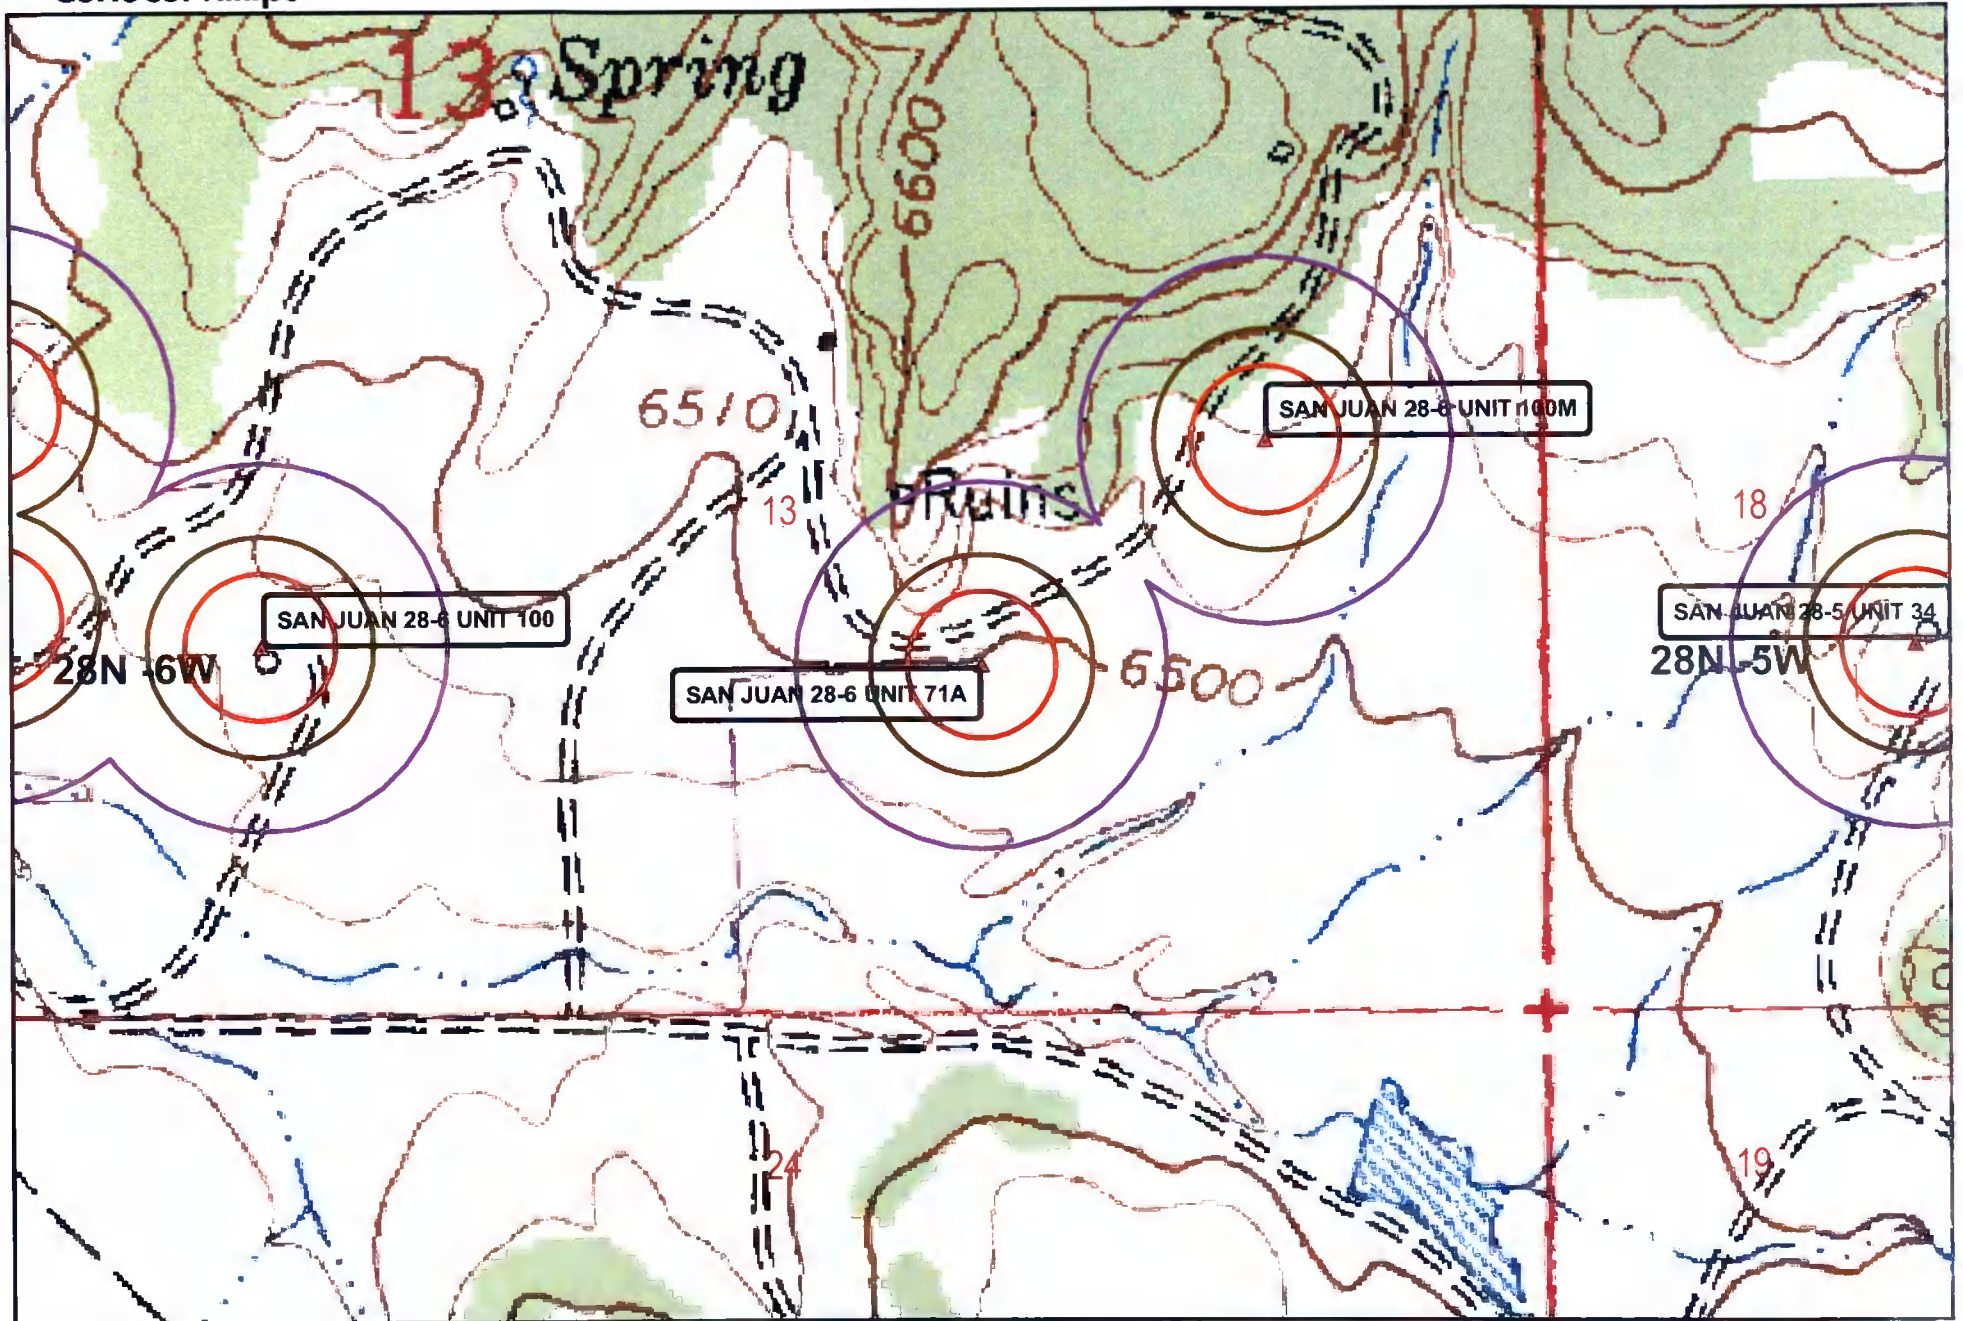 13
Spring
6600
6510
SAN JUAN 28-6 UNIT 100M
Ruins
13
18
SAN JUAN 28-6 UNIT 100
SAN JUAN 28-5 UNIT 34
28N -6W
28N -5W
6500
SAN JUAN 28-6 UNIT 71A
24
19